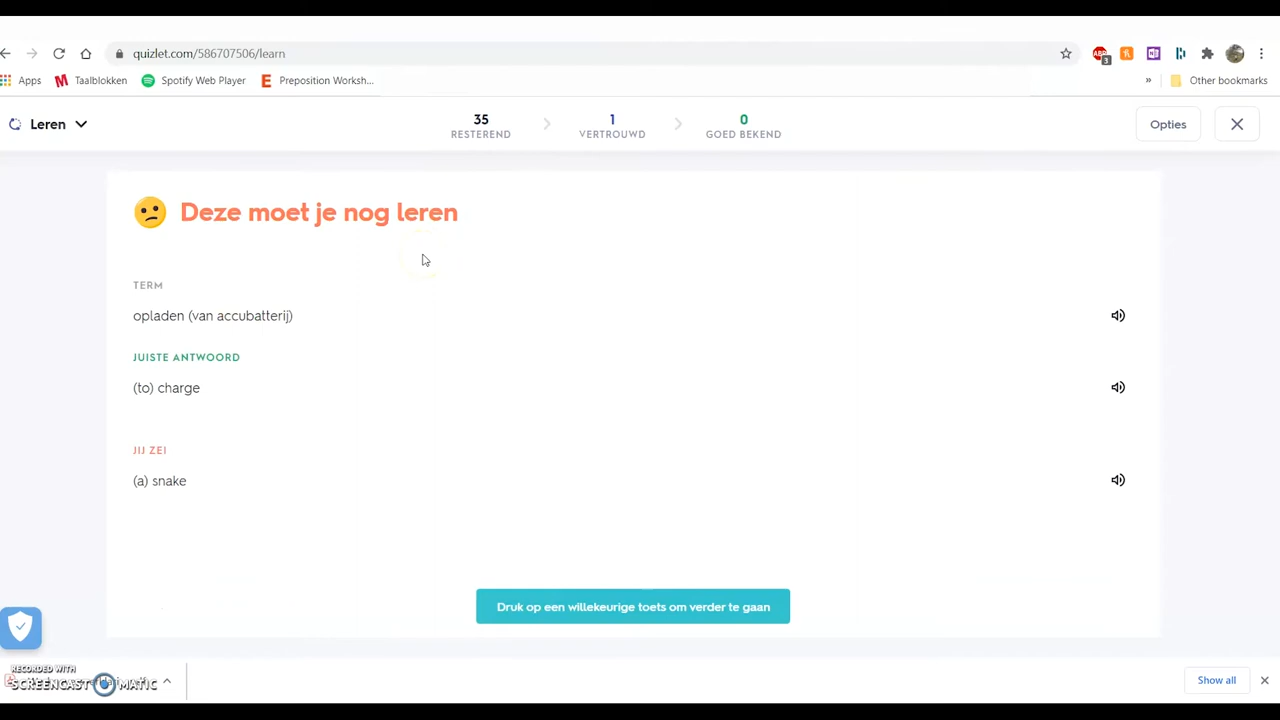 quizlet.com/586707506/learn
ABP
3
Apps
Taalblokken
Spotify Web Player
Preposition Worksh...
»
Other bookmarks
Leren
35
RESTEREND
1
VERTROUWD
0
GOED BEKEND
Opties
Deze moet je nog leren
TERM
opladen (van accubatterij)
JUISTE ANTWOORD
(to) charge
JIJ ZEI
(a) snake
Druk op een willekeurige toets om verder te gaan
RECORDED WITH
SCREENCAST MATIC
Show all